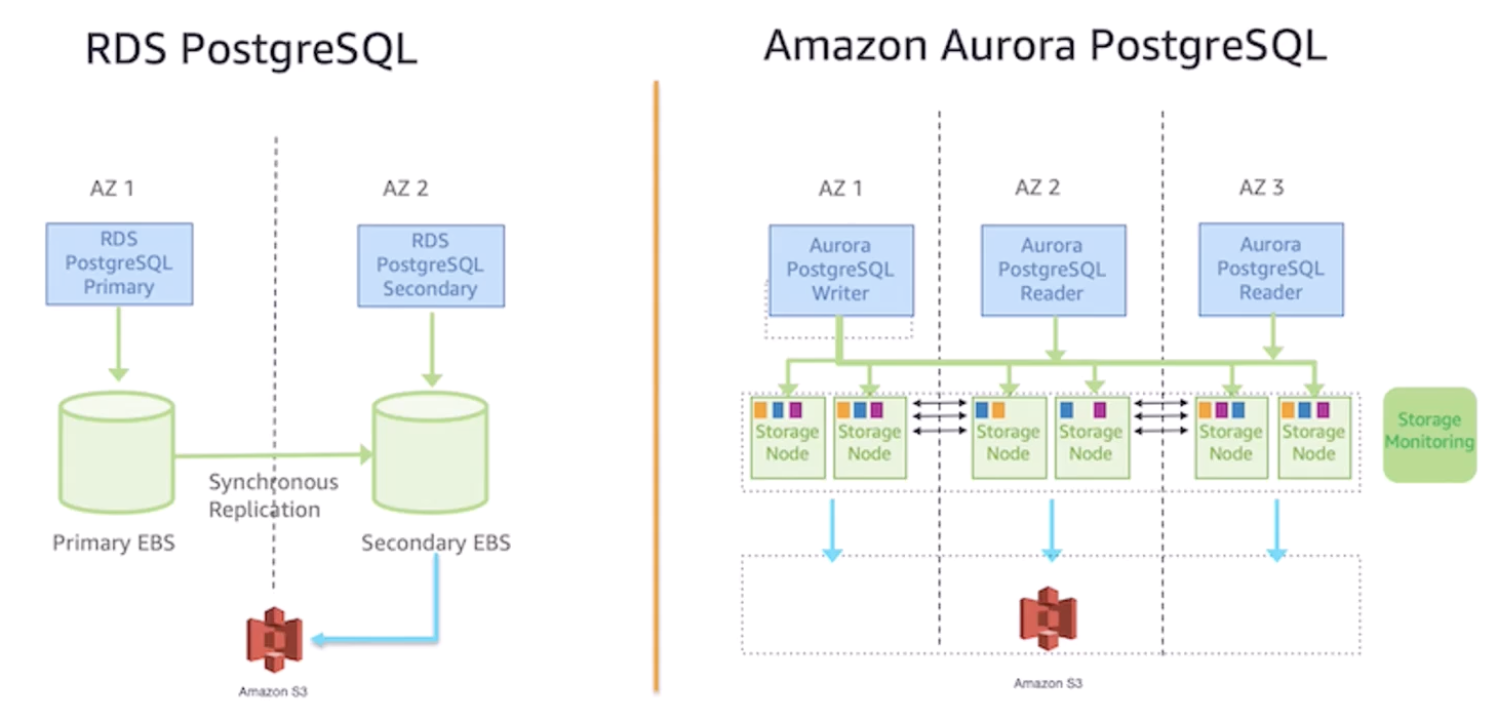 RDS PostgreSQL
AZ 1
AZ 2
RDS
PostgreSQL
Primary
RDS
PostgreSQL
Secondary
Synchronous
Replication
Primary EBS
Secondary EBS
Amazon S3
Amazon Aurora PostgreSQL
AZ 1
AZ 2
AZ 3
Aurora
PostgreSQL
Writer
Aurora
PostgreSQL
Reader
Aurora
PostgreSQL
Reader
Storage
Node
Storage
Node
Storage
Node
Storage
Node
Storage
Node
Storage
Node
Storage
Monitoring
Amazon S3